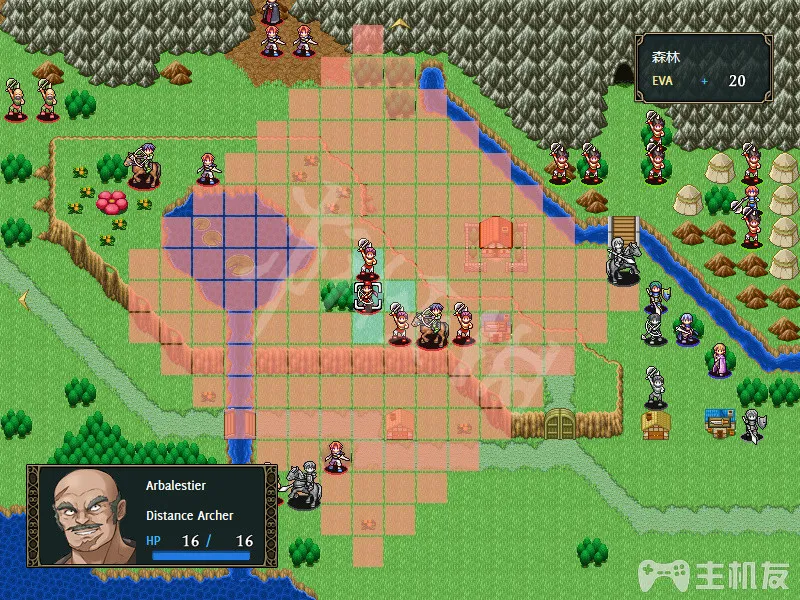 森林
EVA + 20
Arbalestier
Distance Archer
HP 16 / 16
主机友